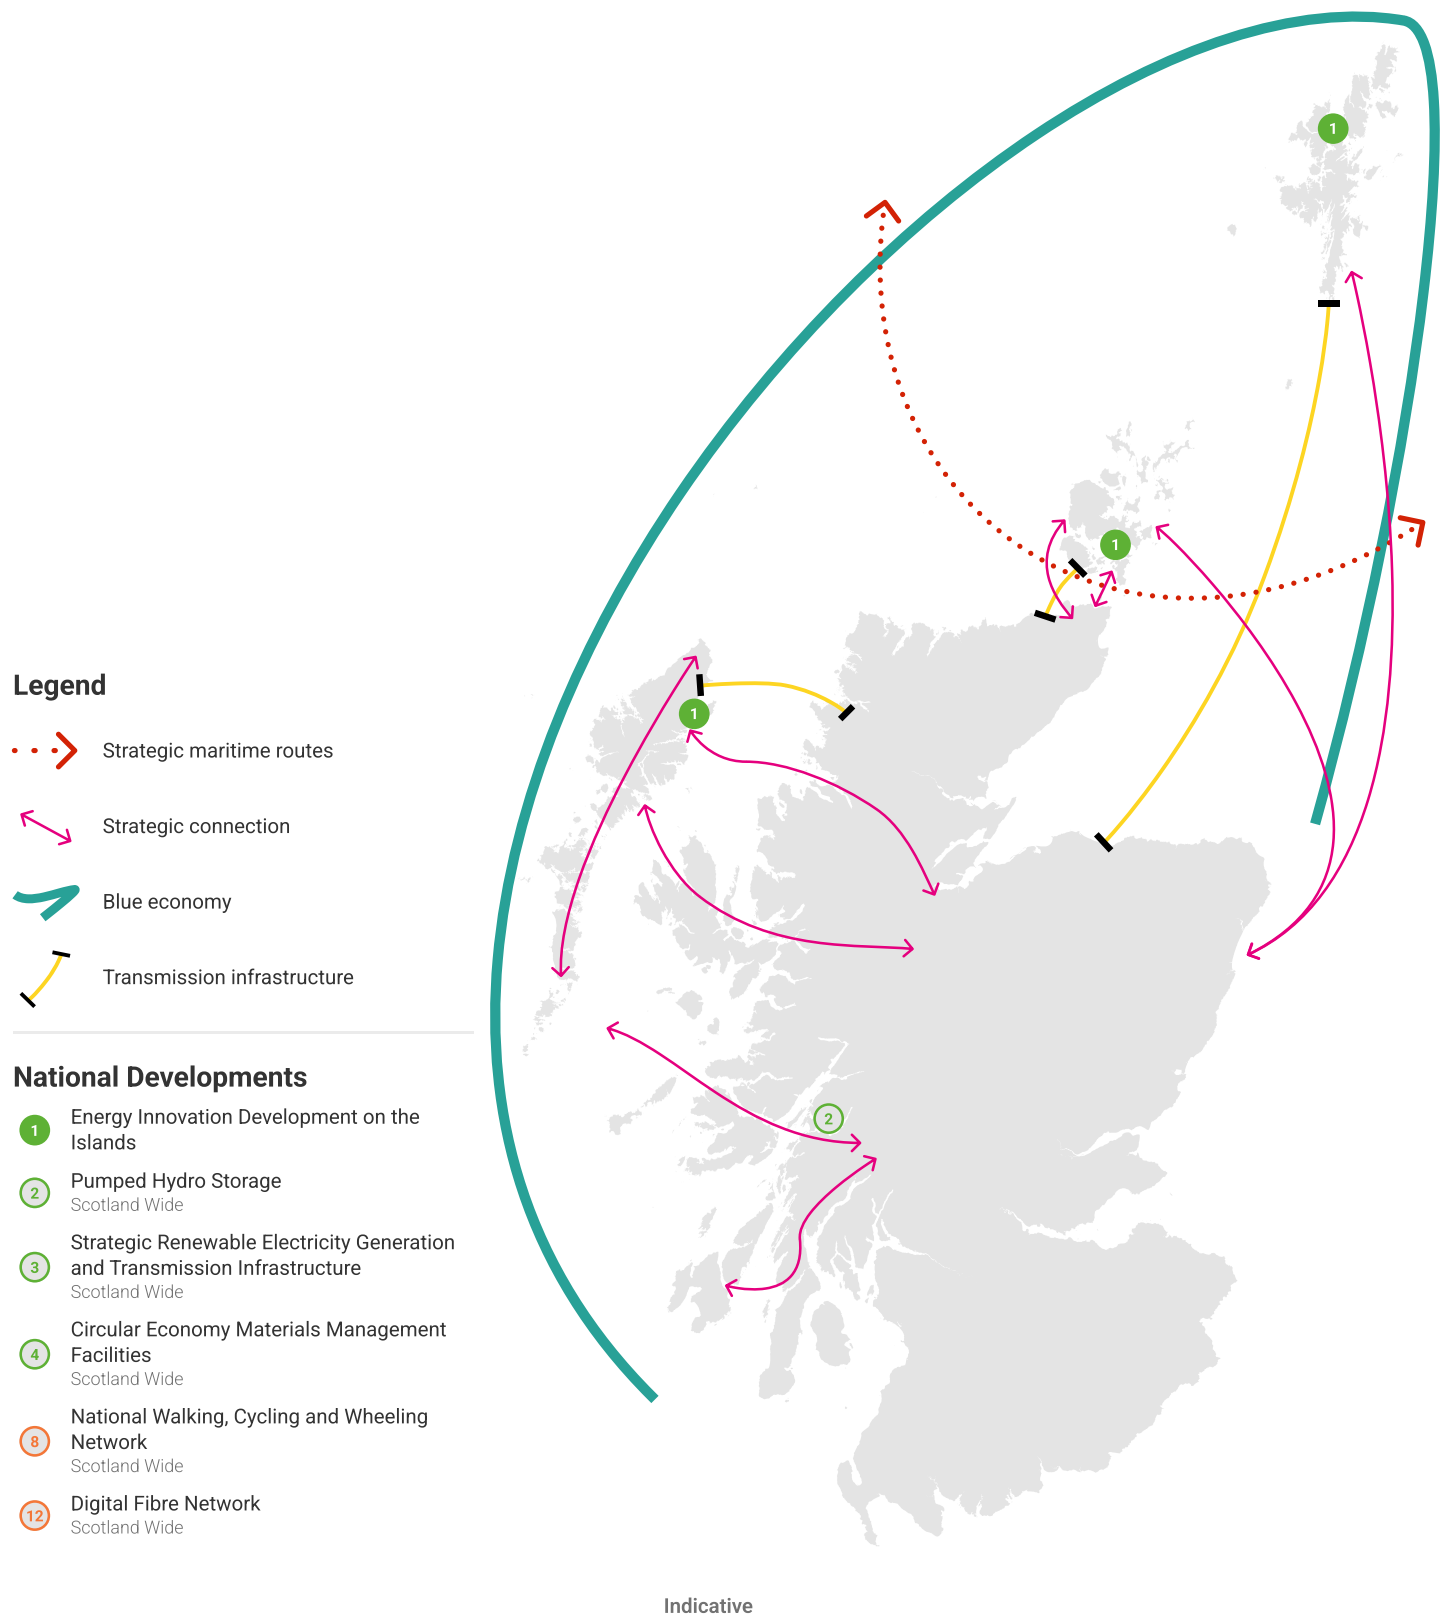 1
1
1
2
Legend
Strategic maritime routes
Strategic connection
Blue economy
Transmission infrastructure
National Developments
1 Energy Innovation Development on the
Islands
2 Pumped Hydro Storage
Scotland Wide
3 Strategic Renewable Electricity Generation
and Transmission Infrastructure
Scotland Wide
4 Circular Economy Materials Management
Facilities
Scotland Wide
8 National Walking, Cycling and Wheeling
Network
Scotland Wide
12 Digital Fibre Network
Scotland Wide
Indicative